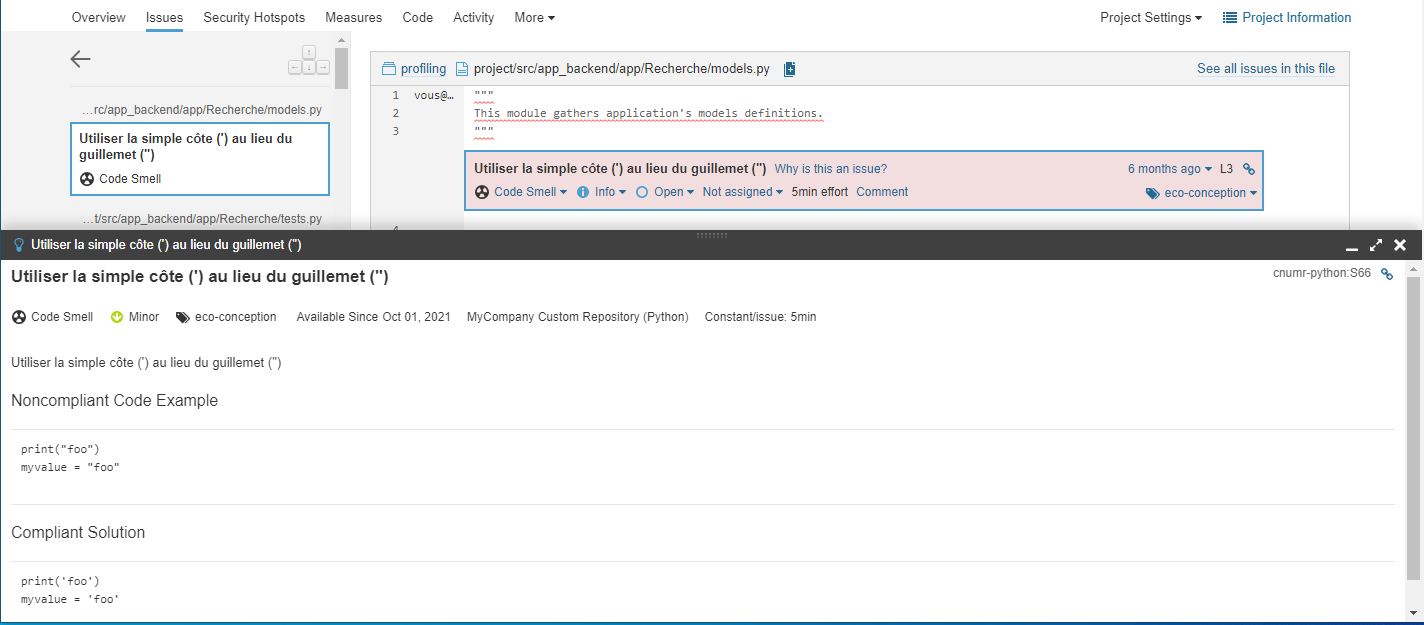 Overview Issues Security Hotspots Measures Code Activity More Project Settings Project Information
...rc/app_backend/app/Recherche/models.py
Utiliser la simple côte (') au lieu du
guillemet (")
Code Smell
...t/src/app_backend/app/Recherche/tests.py
profiling project/src/app_backend/app/Recherche/models.py See all issues in this file
1 vous@... """
2 This module gathers application's models definitions.
3 """
Utiliser la simple côte (') au lieu du guillemet (") Why is this an issue? 6 months ago L3
Code Smell Info Open Not assigned 5min effort Comment eco-conception
4
Utiliser la simple côte (') au lieu du guillemet (")
Utiliser la simple côte (') au lieu du guillemet (") cnumr-python:S66
Code Smell Minor eco-conception Available Since Oct 01, 2021 MyCompany Custom Repository (Python) Constant/issue: 5min
Utiliser la simple côte (') au lieu du guillemet (")
Noncompliant Code Example
print("foo")
myvalue = "foo"
Compliant Solution
print('foo')
myvalue = 'foo'